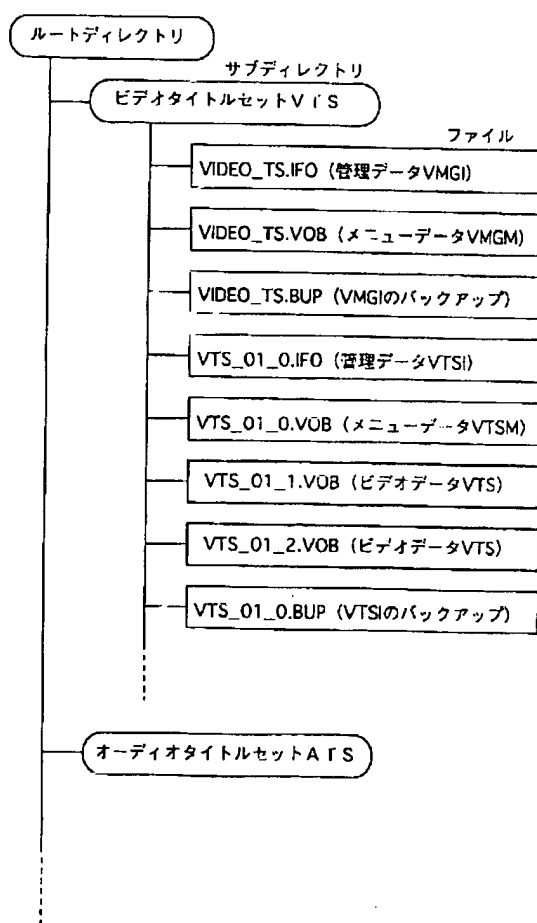 ルートディレクトリ
サブディレクトリ
ビデオタイトルセットVTS
ファイル
VIDEO_TS.IFO (管理データVMGI)
VIDEO_TS.VOB (メニューデータVMGM)
VIDEO_TS.BUP (VMGIのバックアップ)
VTS_01_0.IFO (管理データVTSI)
VTS_01_0.VOB (メニューデータVTSM)
VTS_01_1.VOB (ビデオデータVTS)
VTS_01_2.VOB (ビデオデータVTS)
VTS_01_0.BUP (VTSIのバックアップ)
オーディオタイトルセットATS